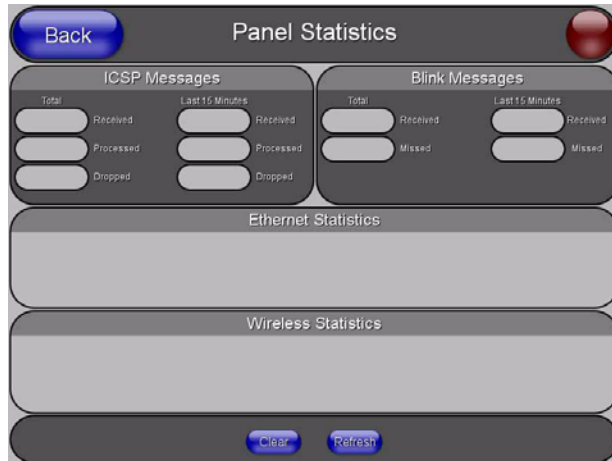 Back
Panel Statistics
ICSP Messages
Total
Last 15 Minutes
Received
Received
Processed
Processed
Dropped
Dropped
Blink Messages
Total
Last 15 Minutes
Received
Received
Missed
Missed
Ethernet Statistics
Wireless Statistics
Clear
Refresh